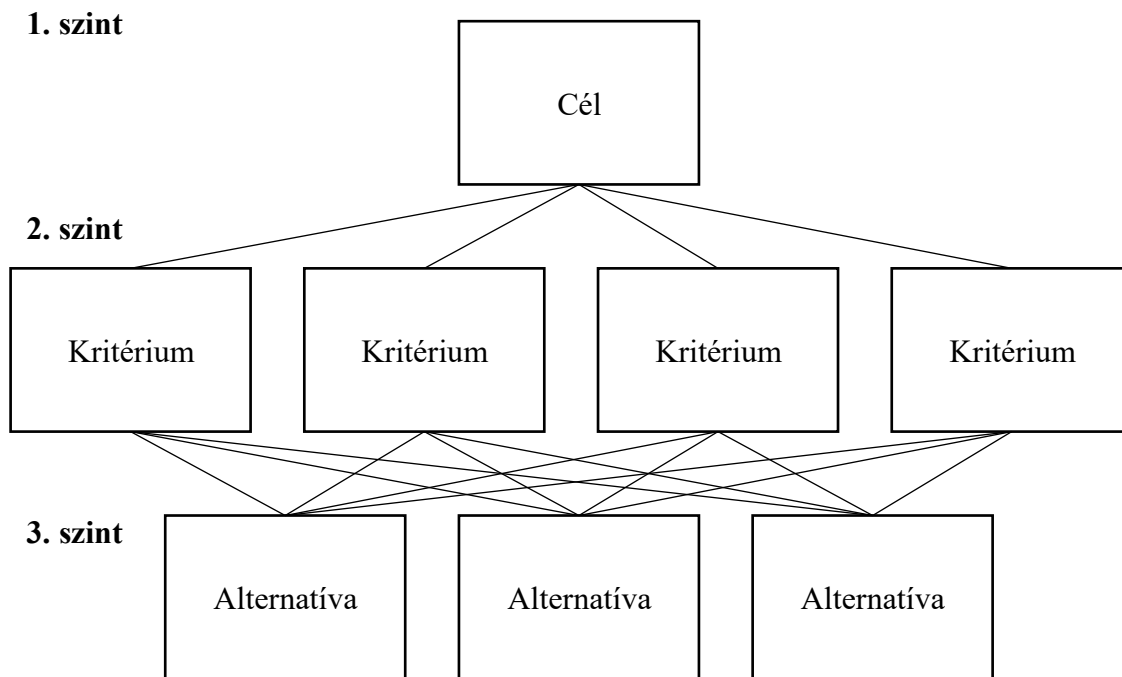 1. szint
Cél
2. szint
Kritérium Kritérium Kritérium Kritérium
3. szint
Alternatíva Alternatíva Alternatíva